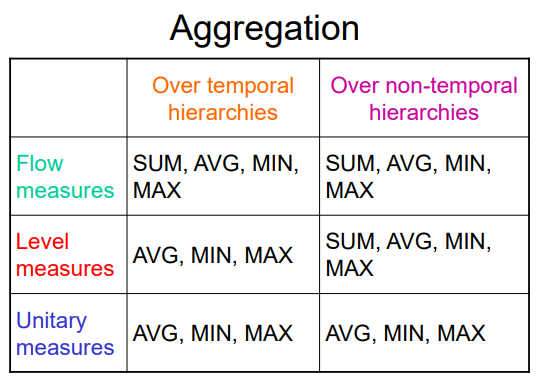 Aggregation
Over temporal
hierarchies
Over non-temporal
hierarchies
Flow
measures
SUM, AVG, MIN,
MAX
SUM, AVG, MIN,
MAX
Level
measures
AVG, MIN, MAX
SUM, AVG, MIN,
MAX
Unitary
measures
AVG, MIN, MAX
AVG, MIN, MAX